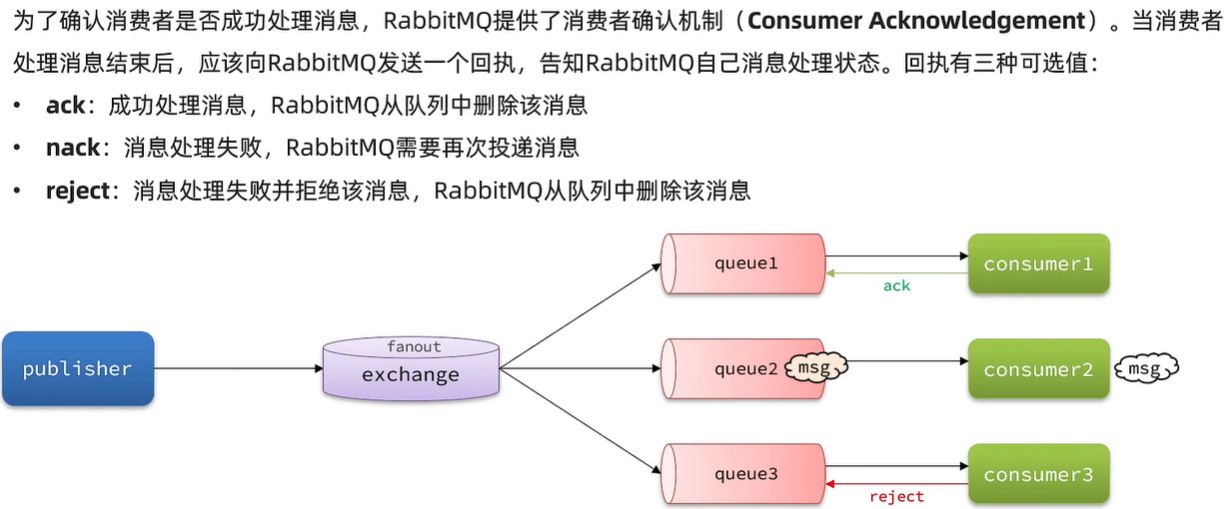 为了确认消费者是否成功处理消息，RabbitMQ提供了消费者确认机制（Consumer Acknowledgement）。当消费者
处理消息结束后，应该向RabbitMQ发送一个回执，告知RabbitMQ自己消息处理状态。回执有三种可选值：
• ack：成功处理消息，RabbitMQ从队列中删除该消息
• nack：消息处理失败，RabbitMQ需要再次投递消息
• reject：消息处理失败并拒绝该消息，RabbitMQ从队列中删除该消息
queue1
consumer1
ack
fanout
publisher
exchange
queue2
msg
consumer2
msg
queue3
consumer3
reject